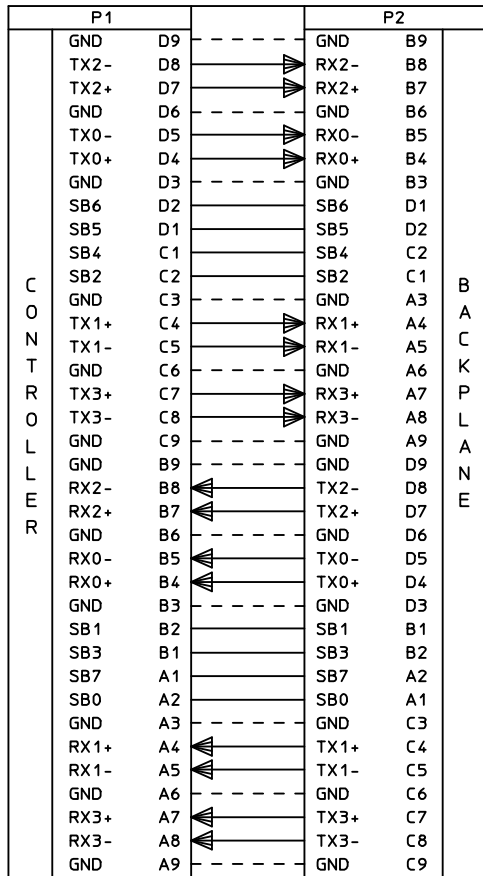 P1 P2
GND D9 GND B9
TX2- D8 RX2- B8
TX2+ D7 RX2+ B7
GND D6 GND B6
TX0- D5 RX0- B5
TX0+ D4 RX0+ B4
GND D3 GND B3
SB6 D2 SB6 D1
SB5 D1 SB5 D2
SB4 C1 SB4 C2
SB2 C2 SB2 C1
GND C3 GND A3
TX1+ C4 RX1+ A4
TX1- C5 RX1- A5
GND C6 GND A6
TX3+ C7 RX3+ A7
TX3- C8 RX3- A8
GND C9 GND A9
GND B9 GND D9
RX2- B8 TX2- D8
RX2+ B7 TX2+ D7
GND B6 GND D6
RX0- B5 TX0- D5
RX0+ B4 TX0+ D4
GND B3 GND D3
SB1 B2 SB1 B1
SB3 B1 SB3 B2
SB7 A1 SB7 A2
SB0 A2 SB0 A1
GND A3 GND C3
RX1+ A4 TX1+ C4
RX1- A5 TX1- C5
GND A6 GND C6
RX3+ A7 TX3+ C7
RX3- A8 TX3- C8
GND A9 GND C9
CONTROLLER
BACKPLANE